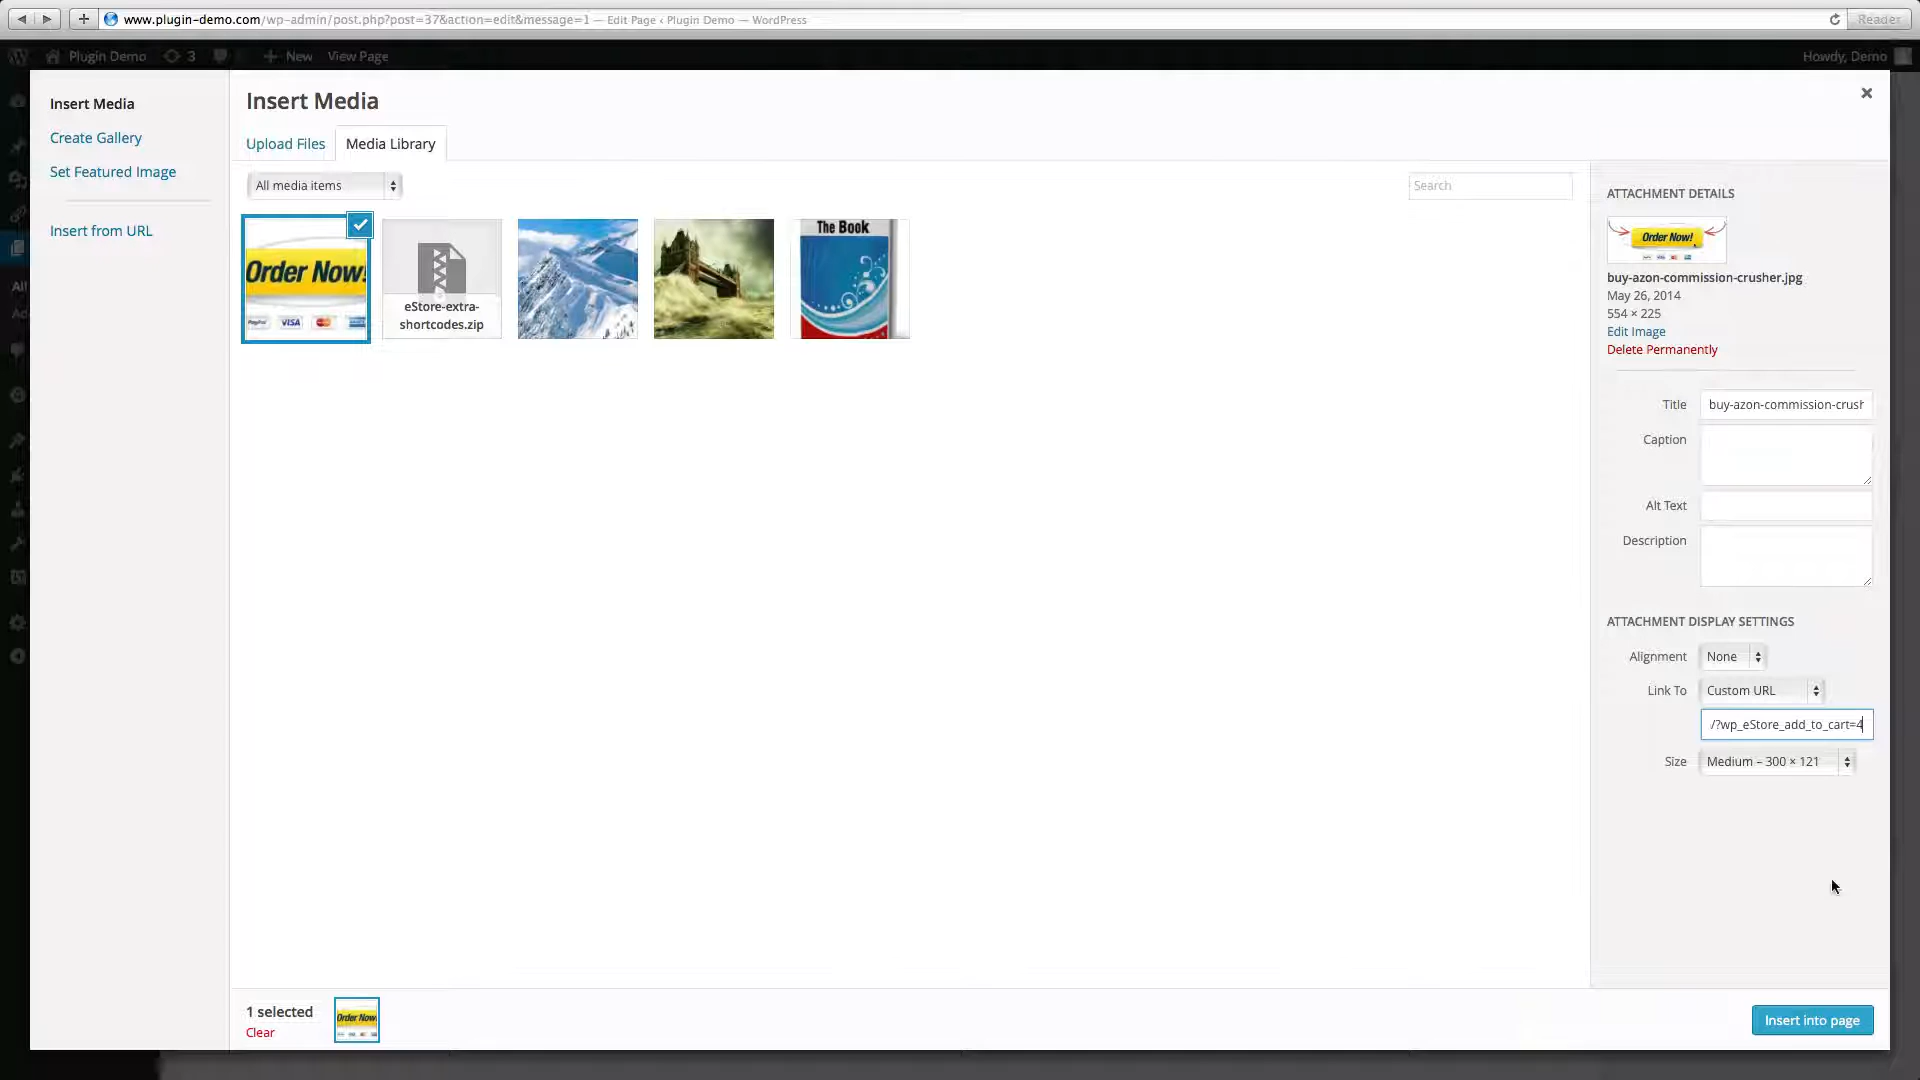 www.plugin-demo.com/wp-admin/post.php?post=37&action=edit&message=1 — Edit Page ‹ Plugin Demo — WordPress
Reader
Plugin Demo 3 New View Page
Howdy, Demo
Insert Media
Create Gallery
Set Featured Image
Insert from URL
Insert Media
Upload Files
Media Library
All media items
Search
Order Now!
PayPal VISA
eStore-extra-
shortcodes.zip
The Book
ATTACHMENT DETAILS
Order Now!
buy-azon-commission-crusher.jpg
May 26, 2014
554 × 225
Edit Image
Delete Permanently
Title buy-azon-commission-crush
Caption
Alt Text
Description
ATTACHMENT DISPLAY SETTINGS
Alignment None
Link To Custom URL
/?wp_eStore_add_to_cart=4
Size Medium – 300 × 121
1 selected
Clear
Order Now
Insert into page